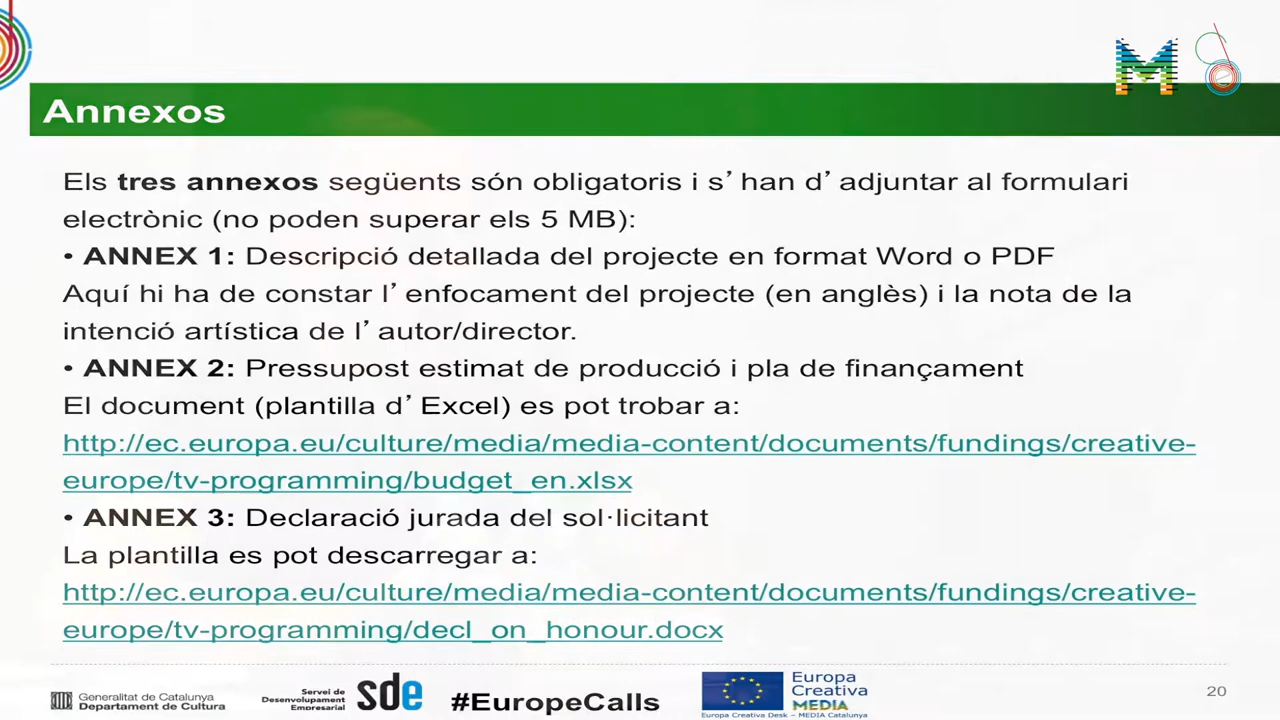 Annexos
Els tres annexos següents són obligatoris i s’ han d’ adjuntar al formulari
electrònic (no poden superar els 5 MB):
• ANNEX 1: Descripció detallada del projecte en format Word o PDF
Aquí hi ha de constar l’ enfocament del projecte (en anglès) i la nota de la
intenció artística de l’ autor/director.
• ANNEX 2: Pressupost estimat de producció i pla de finançament
El document (plantilla d’ Excel) es pot trobar a:
http://ec.europa.eu/culture/media/media-content/documents/fundings/creative-
europe/tv-programming/budget_en.xlsx
• ANNEX 3: Declaració jurada del sol·licitant
La plantilla es pot descarregar a:
http://ec.europa.eu/culture/media/media-content/documents/fundings/creative-
europe/tv-programming/decl_on_honour.docx
Generalitat de Catalunya
Departament de Cultura
Servei de
Desenvolupament
Empresarial
sde
#EuropeCalls
Europa
Creativa
MEDIA
Europa Creativa Desk – MEDIA Catalunya
20